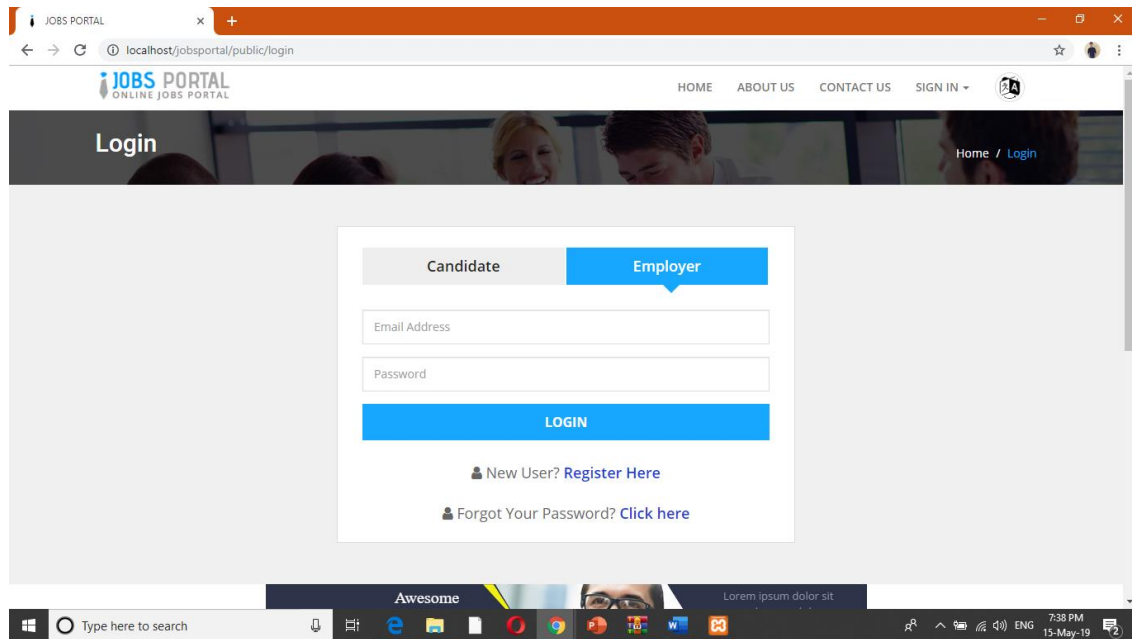 JOBS PORTAL
localhost/jobsportal/public/login
JOBS PORTAL
ONLINE JOBS PORTAL
HOME ABOUT US CONTACT US SIGN IN
Login
Home / Login
Candidate Employer
Email Address
Password
LOGIN
New User? Register Here
Forgot Your Password? Click here
Awesome
Lorem ipsum dolor sit
Type here to search
ENG
7:38 PM
15-May-19
2